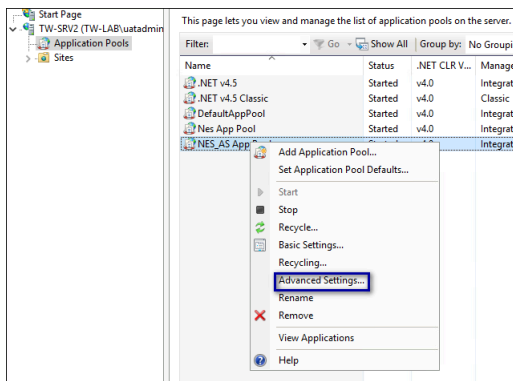 Start Page
TW-SRV2 (TW-LAB\uatadmin
Application Pools
Sites
This page lets you view and manage the list of application pools on the server.
Filter: Go Show All Group by: No Groupi
Name Status .NET CLR V... Manage
.NET v4.5 Started v4.0 Integrat
.NET v4.5 Classic Started v4.0 Classic
DefaultAppPool Started v4.0 Integrat
Nes App Pool Started v4.0 Integrat
NES_AS App Integrat
Add Application Pool...
Set Application Pool Defaults...
Start
Stop
Recycle...
Basic Settings...
Recycling...
Advanced Settings...
Rename
Remove
View Applications
Help